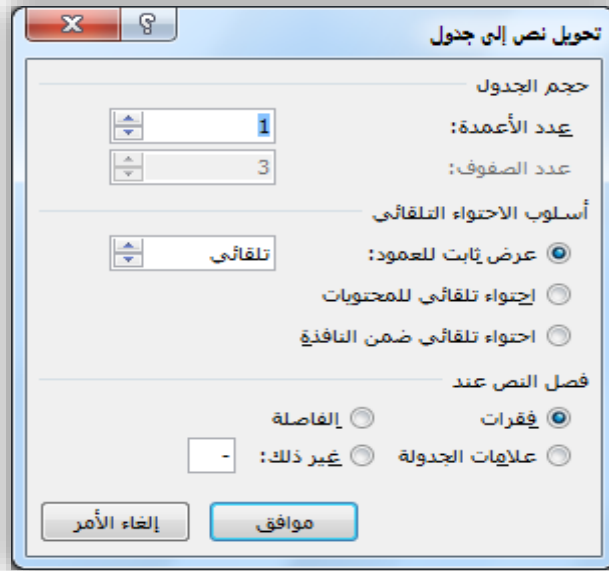 تحويل نص إلى جدول
حجم الجدول
عدد الأعمدة: 1
عدد الصفوف: 3
أسلوب الاحتواء التلقائي
عرض ثابت للعمود: تلقائي
احتواء تلقائي للمحتويات
احتواء تلقائي ضمن النافذة
فصل النص عند
فقرات الفاصلة
علامات الجدولة غير ذلك: -
موافق إلغاء الأمر